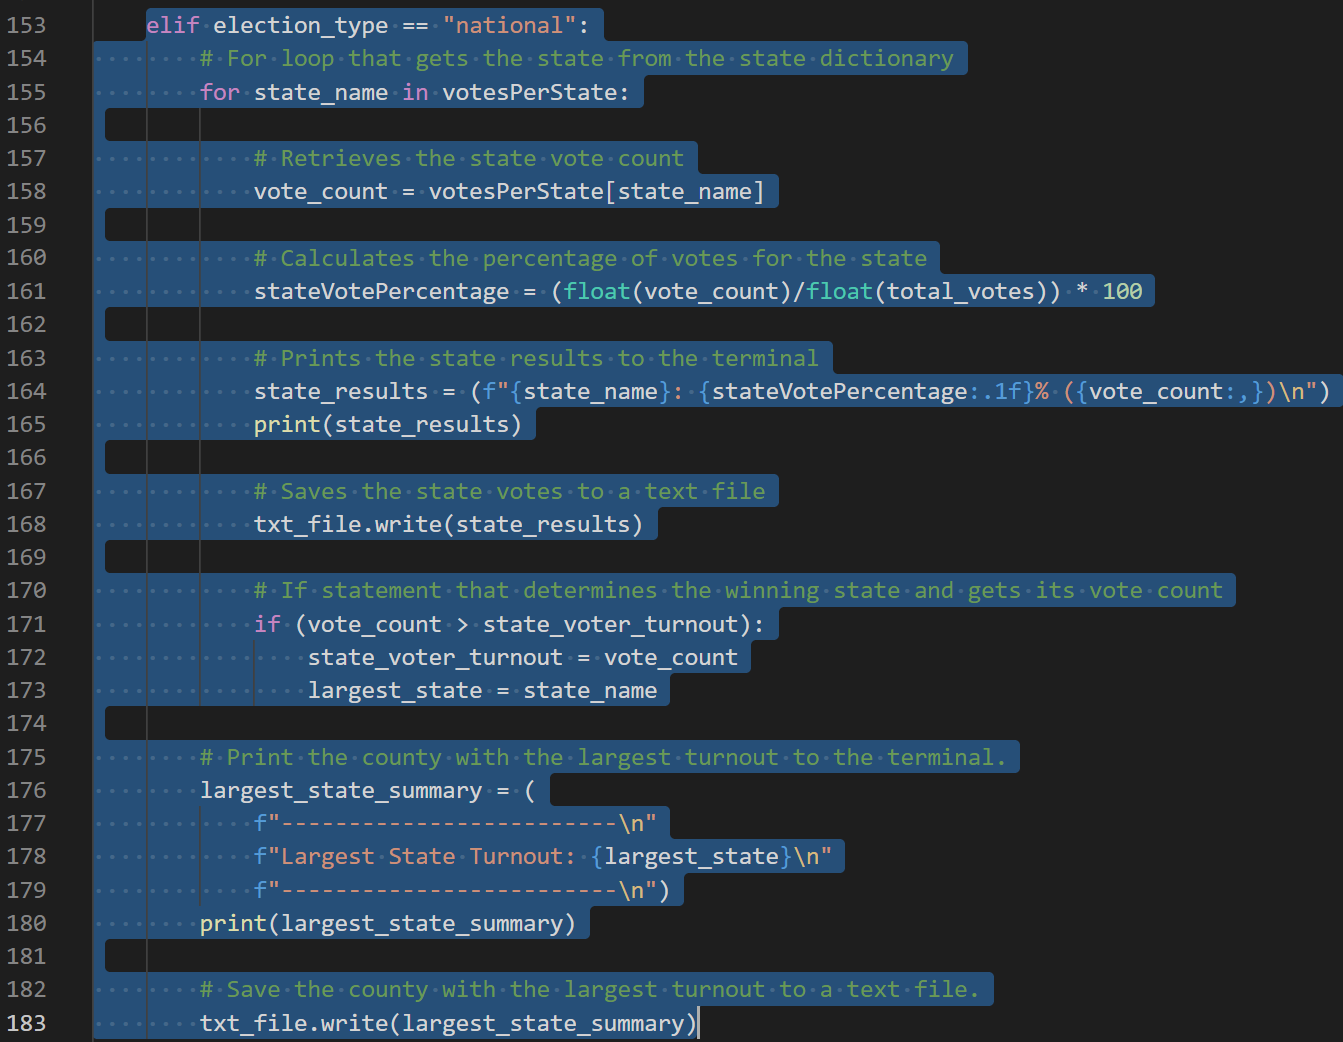 153 elif election_type == "national":
154 # For loop that gets the state from the state dictionary
155 for state_name in votesPerState:
156
157 # Retrieves the state vote count
158 vote_count = votesPerState[state_name]
159
160 # Calculates the percentage of votes for the state
161 stateVotePercentage = (float(vote_count)/float(total_votes)) * 100
162
163 # Prints the state results to the terminal
164 state_results = (f"{state_name}: {stateVotePercentage:.1f}% ({vote_count:,})\n")
165 print(state_results)
166
167 # Saves the state votes to a text file
168 txt_file.write(state_results)
169
170 # If statement that determines the winning state and gets its vote count
171 if (vote_count > state_voter_turnout):
172 state_voter_turnout = vote_count
173 largest_state = state_name
174
175 # Print the county with the largest turnout to the terminal.
176 largest_state_summary = (
177 f"-------------------------\n"
178 f"Largest State Turnout: {largest_state}\n"
179 f"-------------------------\n")
180 print(largest_state_summary)
181
182 # Save the county with the largest turnout to a text file.
183 txt_file.write(largest_state_summary)